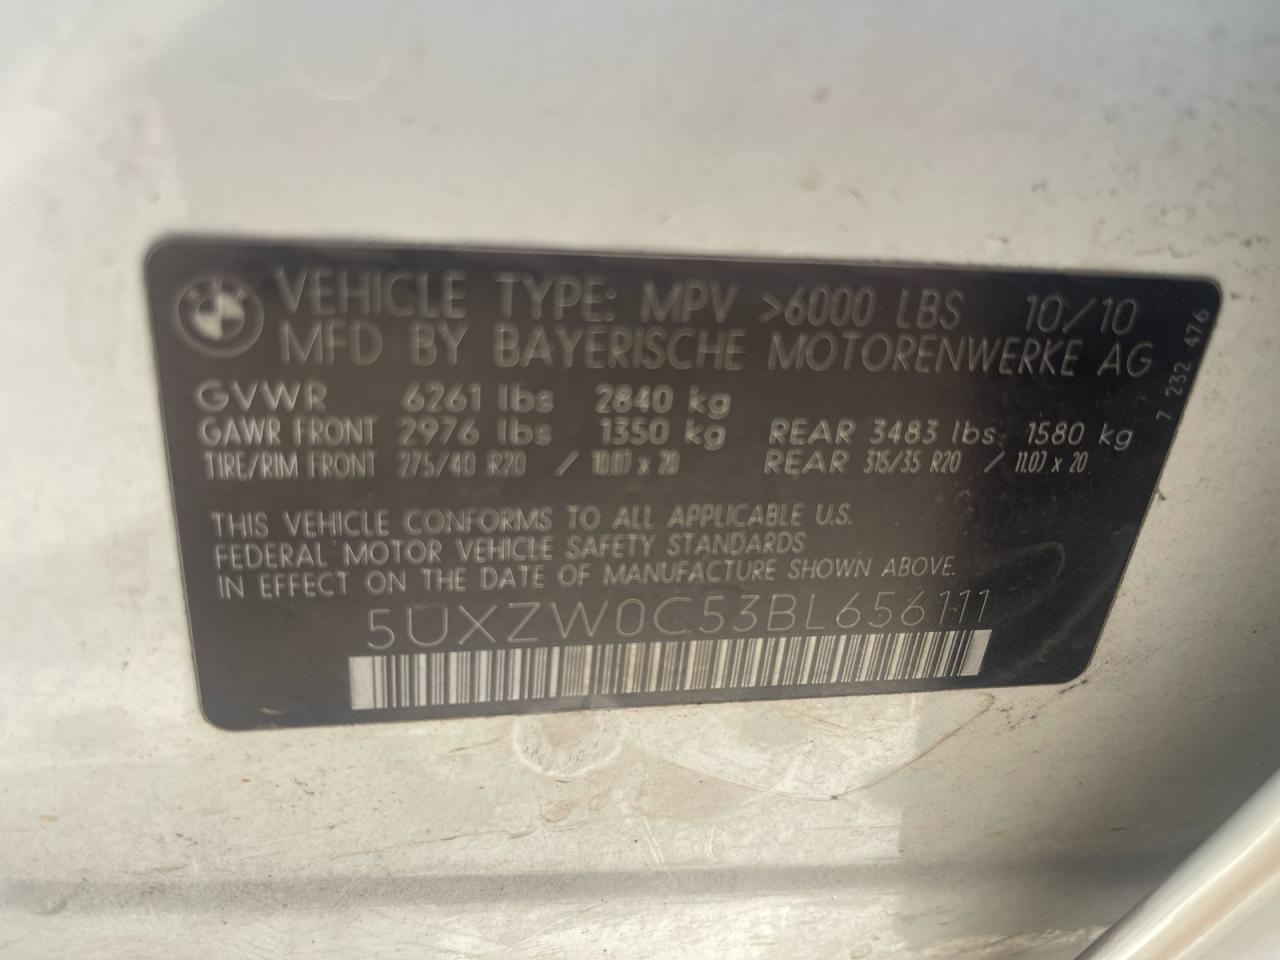 VEHICLE TYPE: MPV >6000 LBS 10/10
MFD BY BAYERISCHE MOTORENWERKE AG
GVWR 6261 lbs 2840 kg
GAWR FRONT 2976 lbs 1350 kg REAR 3483 lbs 1580 kg
TIRE/RIM FRONT 275/40 R20 / 10.0J x 20 REAR 315/35 R20 / 11.0J x 20
THIS VEHICLE CONFORMS TO ALL APPLICABLE U.S.
FEDERAL MOTOR VEHICLE SAFETY STANDARDS
IN EFFECT ON THE DATE OF MANUFACTURE SHOWN ABOVE.
5UXZW0C53BL656111
7 232 476